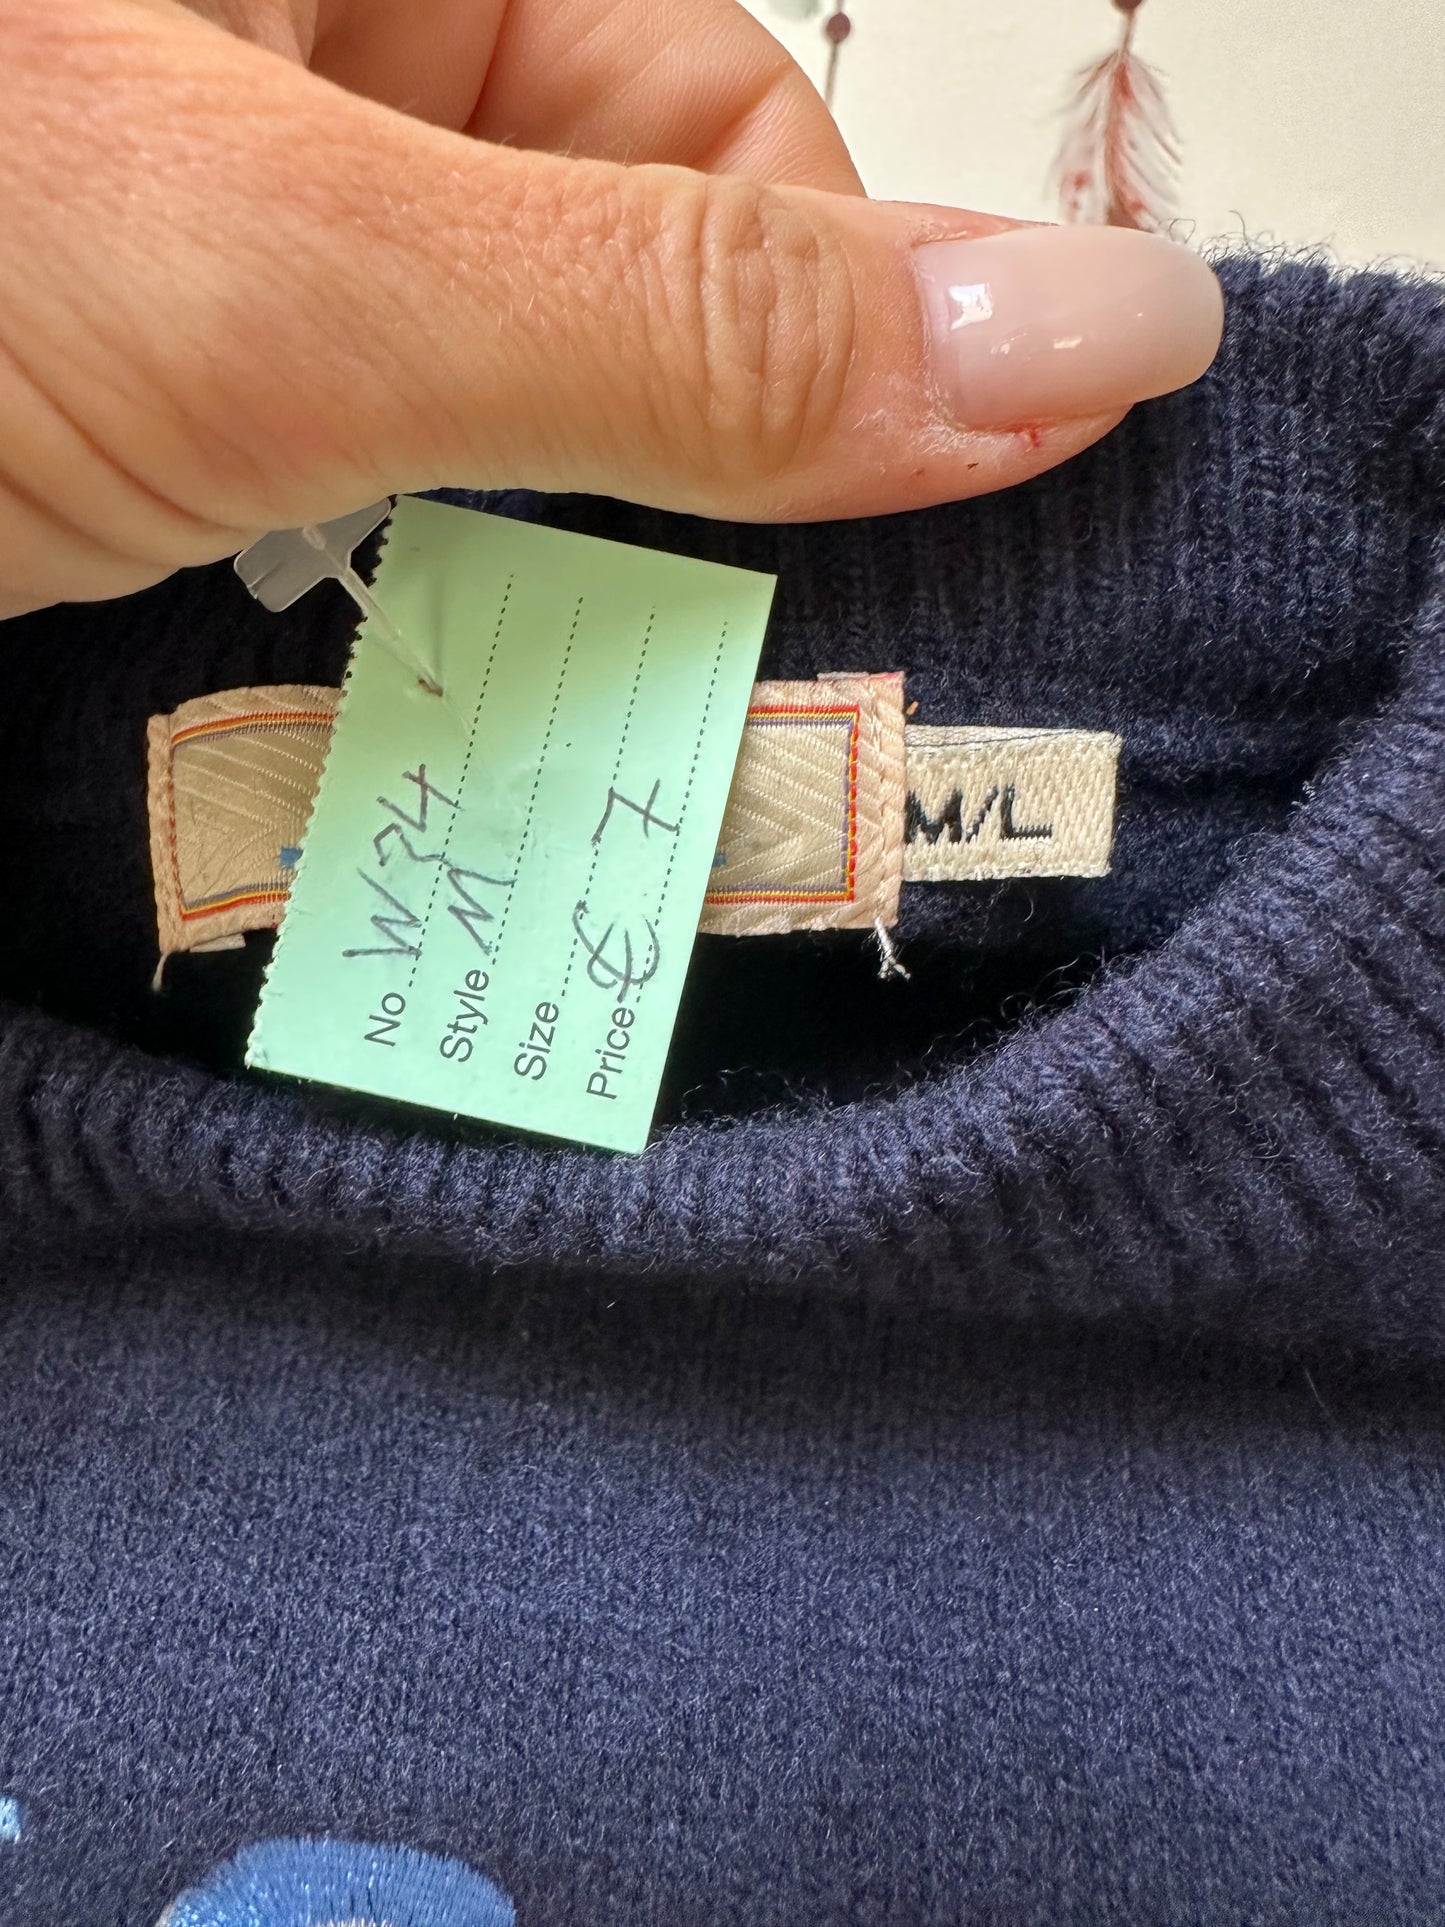 No W34
Style M
Size
Price € 7
M/L